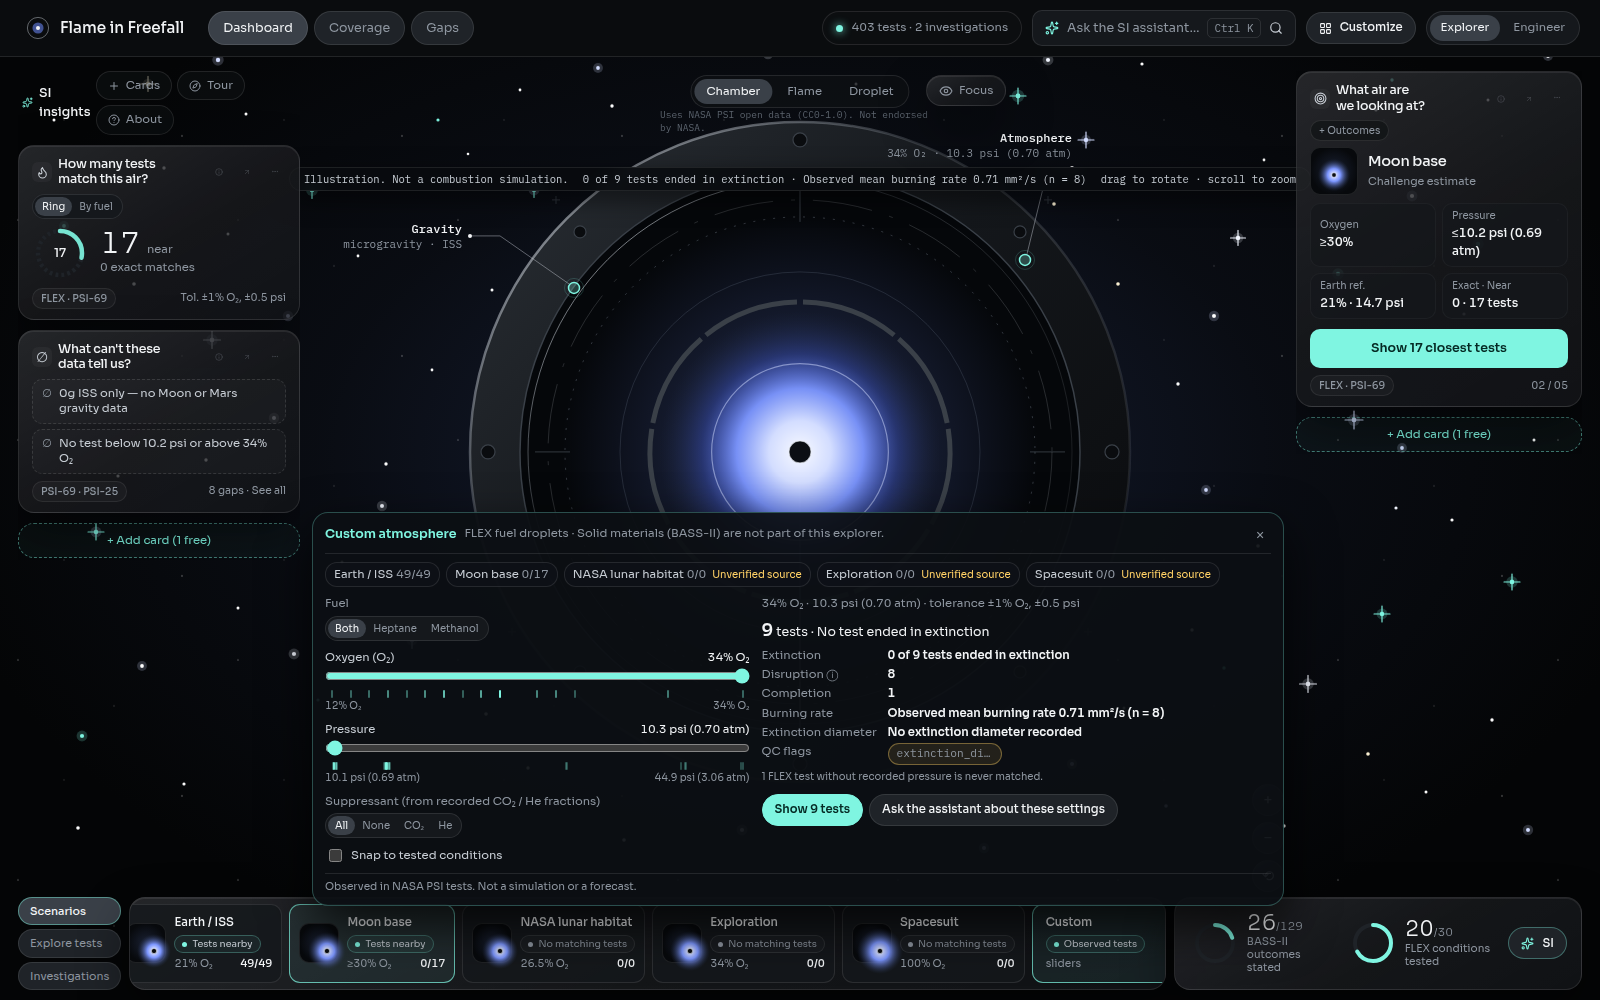 Flame in Freefall
Dashboard
Coverage
Gaps
403 tests · 2 investigations
Ask the SI assistant...
Ctrl K
Customize
Explorer
Engineer
SI insights
+ Cards
Tour
About
Chamber
Flame
Droplet
Focus
Uses NASA PSI open data (CC0-1.0). Not endorsed
by NASA.
Atmosphere
34% O₂ · 10.3 psi (0.70 atm)
Illustration. Not a combustion simulation. 0 of 9 tests ended in extinction · Observed mean burning rate 0.71 mm²/s (n = 8) drag to rotate · scroll to zoom
Gravity
microgravity · ISS
How many tests
match this air?
Ring
By fuel
17
17 near
0 exact matches
FLEX · PSI-69
Tol. ±1% O₂, ±0.5 psi
What can't these
data tell us?
∅ 0g ISS only — no Moon or Mars
gravity data
∅ No test below 10.2 psi or above 34%
O₂
PSI-69 · PSI-25
8 gaps · See all
+ Add card (1 free)
What air are
we looking at?
+ Outcomes
Moon base
Challenge estimate
Oxygen
≥30%
Pressure
≤10.2 psi (0.69
atm)
Earth ref.
21% · 14.7 psi
Exact · Near
0 · 17 tests
Show 17 closest tests
FLEX · PSI-69
02 / 05
+ Add card (1 free)
Custom atmosphere FLEX fuel droplets · Solid materials (BASS-II) are not part of this explorer.
×
Earth / ISS 49/49
Moon base 0/17
NASA lunar habitat 0/0 Unverified source
Exploration 0/0 Unverified source
Spacesuit 0/0 Unverified source
Fuel
Both
Heptane
Methanol
Oxygen (O₂)
34% O₂
12% O₂
34% O₂
Pressure
10.3 psi (0.70 atm)
10.1 psi (0.69 atm)
44.9 psi (3.06 atm)
Suppressant (from recorded CO₂ / He fractions)
All
None
CO₂
He
Snap to tested conditions
34% O₂ · 10.3 psi (0.70 atm) · tolerance ±1% O₂, ±0.5 psi
9 tests · No test ended in extinction
Extinction 0 of 9 tests ended in extinction
Disruption 8
Completion 1
Burning rate Observed mean burning rate 0.71 mm²/s (n = 8)
Extinction diameter No extinction diameter recorded
QC flags extinction_di…
1 FLEX test without recorded pressure is never matched.
Show 9 tests
Ask the assistant about these settings
Observed in NASA PSI tests. Not a simulation or a forecast.
Scenarios
Explore tests
Investigations
Earth / ISS
Tests nearby
21% O₂ 49/49
Moon base
Tests nearby
≥30% O₂ 0/17
NASA lunar habitat
No matching tests
26.5% O₂ 0/0
Exploration
No matching tests
34% O₂ 0/0
Spacesuit
No matching tests
100% O₂ 0/0
Custom
Observed tests
sliders
26/129
BASS-II
outcomes
stated
20/30
FLEX conditions
tested
SI